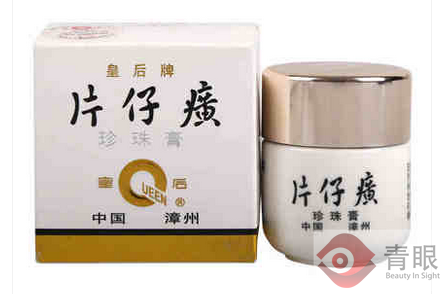 皇后牌
片仔癀
珍珠膏
皇 QUEEN 后 ®
中国 漳州
片仔癀
珍珠膏
中国 漳州
青眼
Beauty In Sight